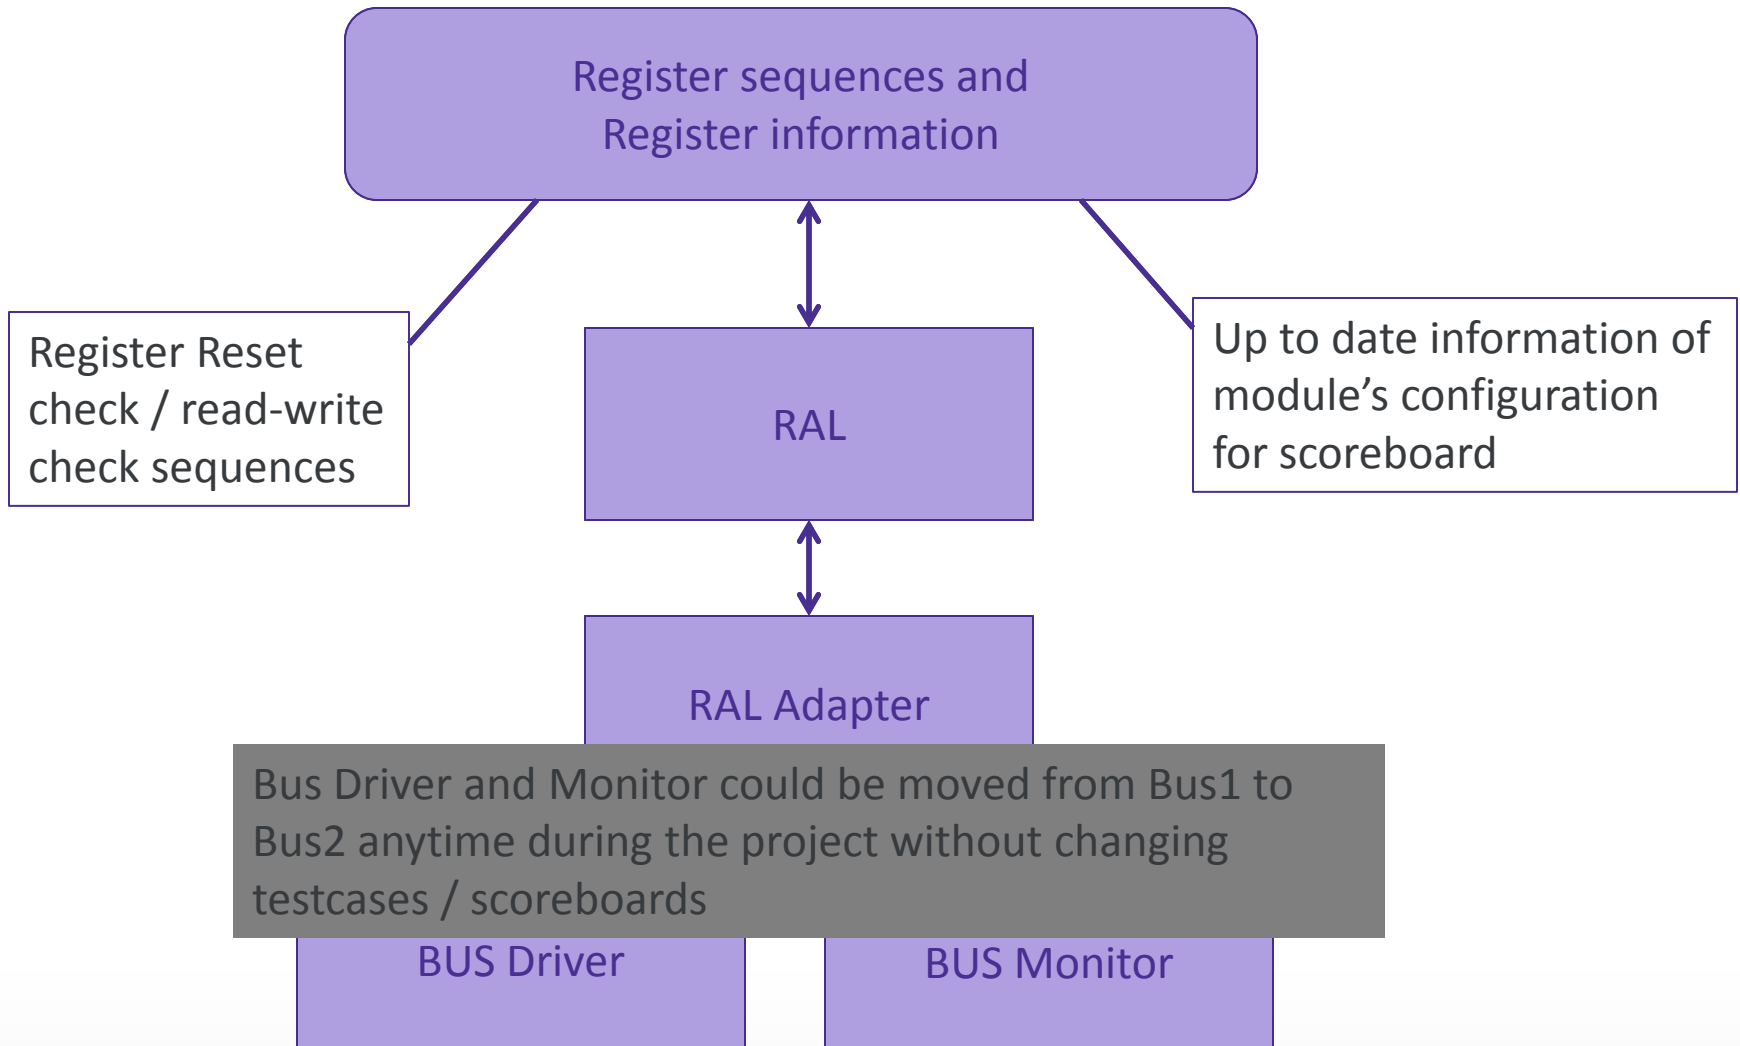 Register sequences and
Register information
Register Reset
check / read-write
check sequences
RAL
Up to date information of
module’s configuration
for scoreboard
RAL Adapter
Bus Driver and Monitor could be moved from Bus1 to
Bus2 anytime during the project without changing
testcases / scoreboards
BUS Driver
BUS Monitor